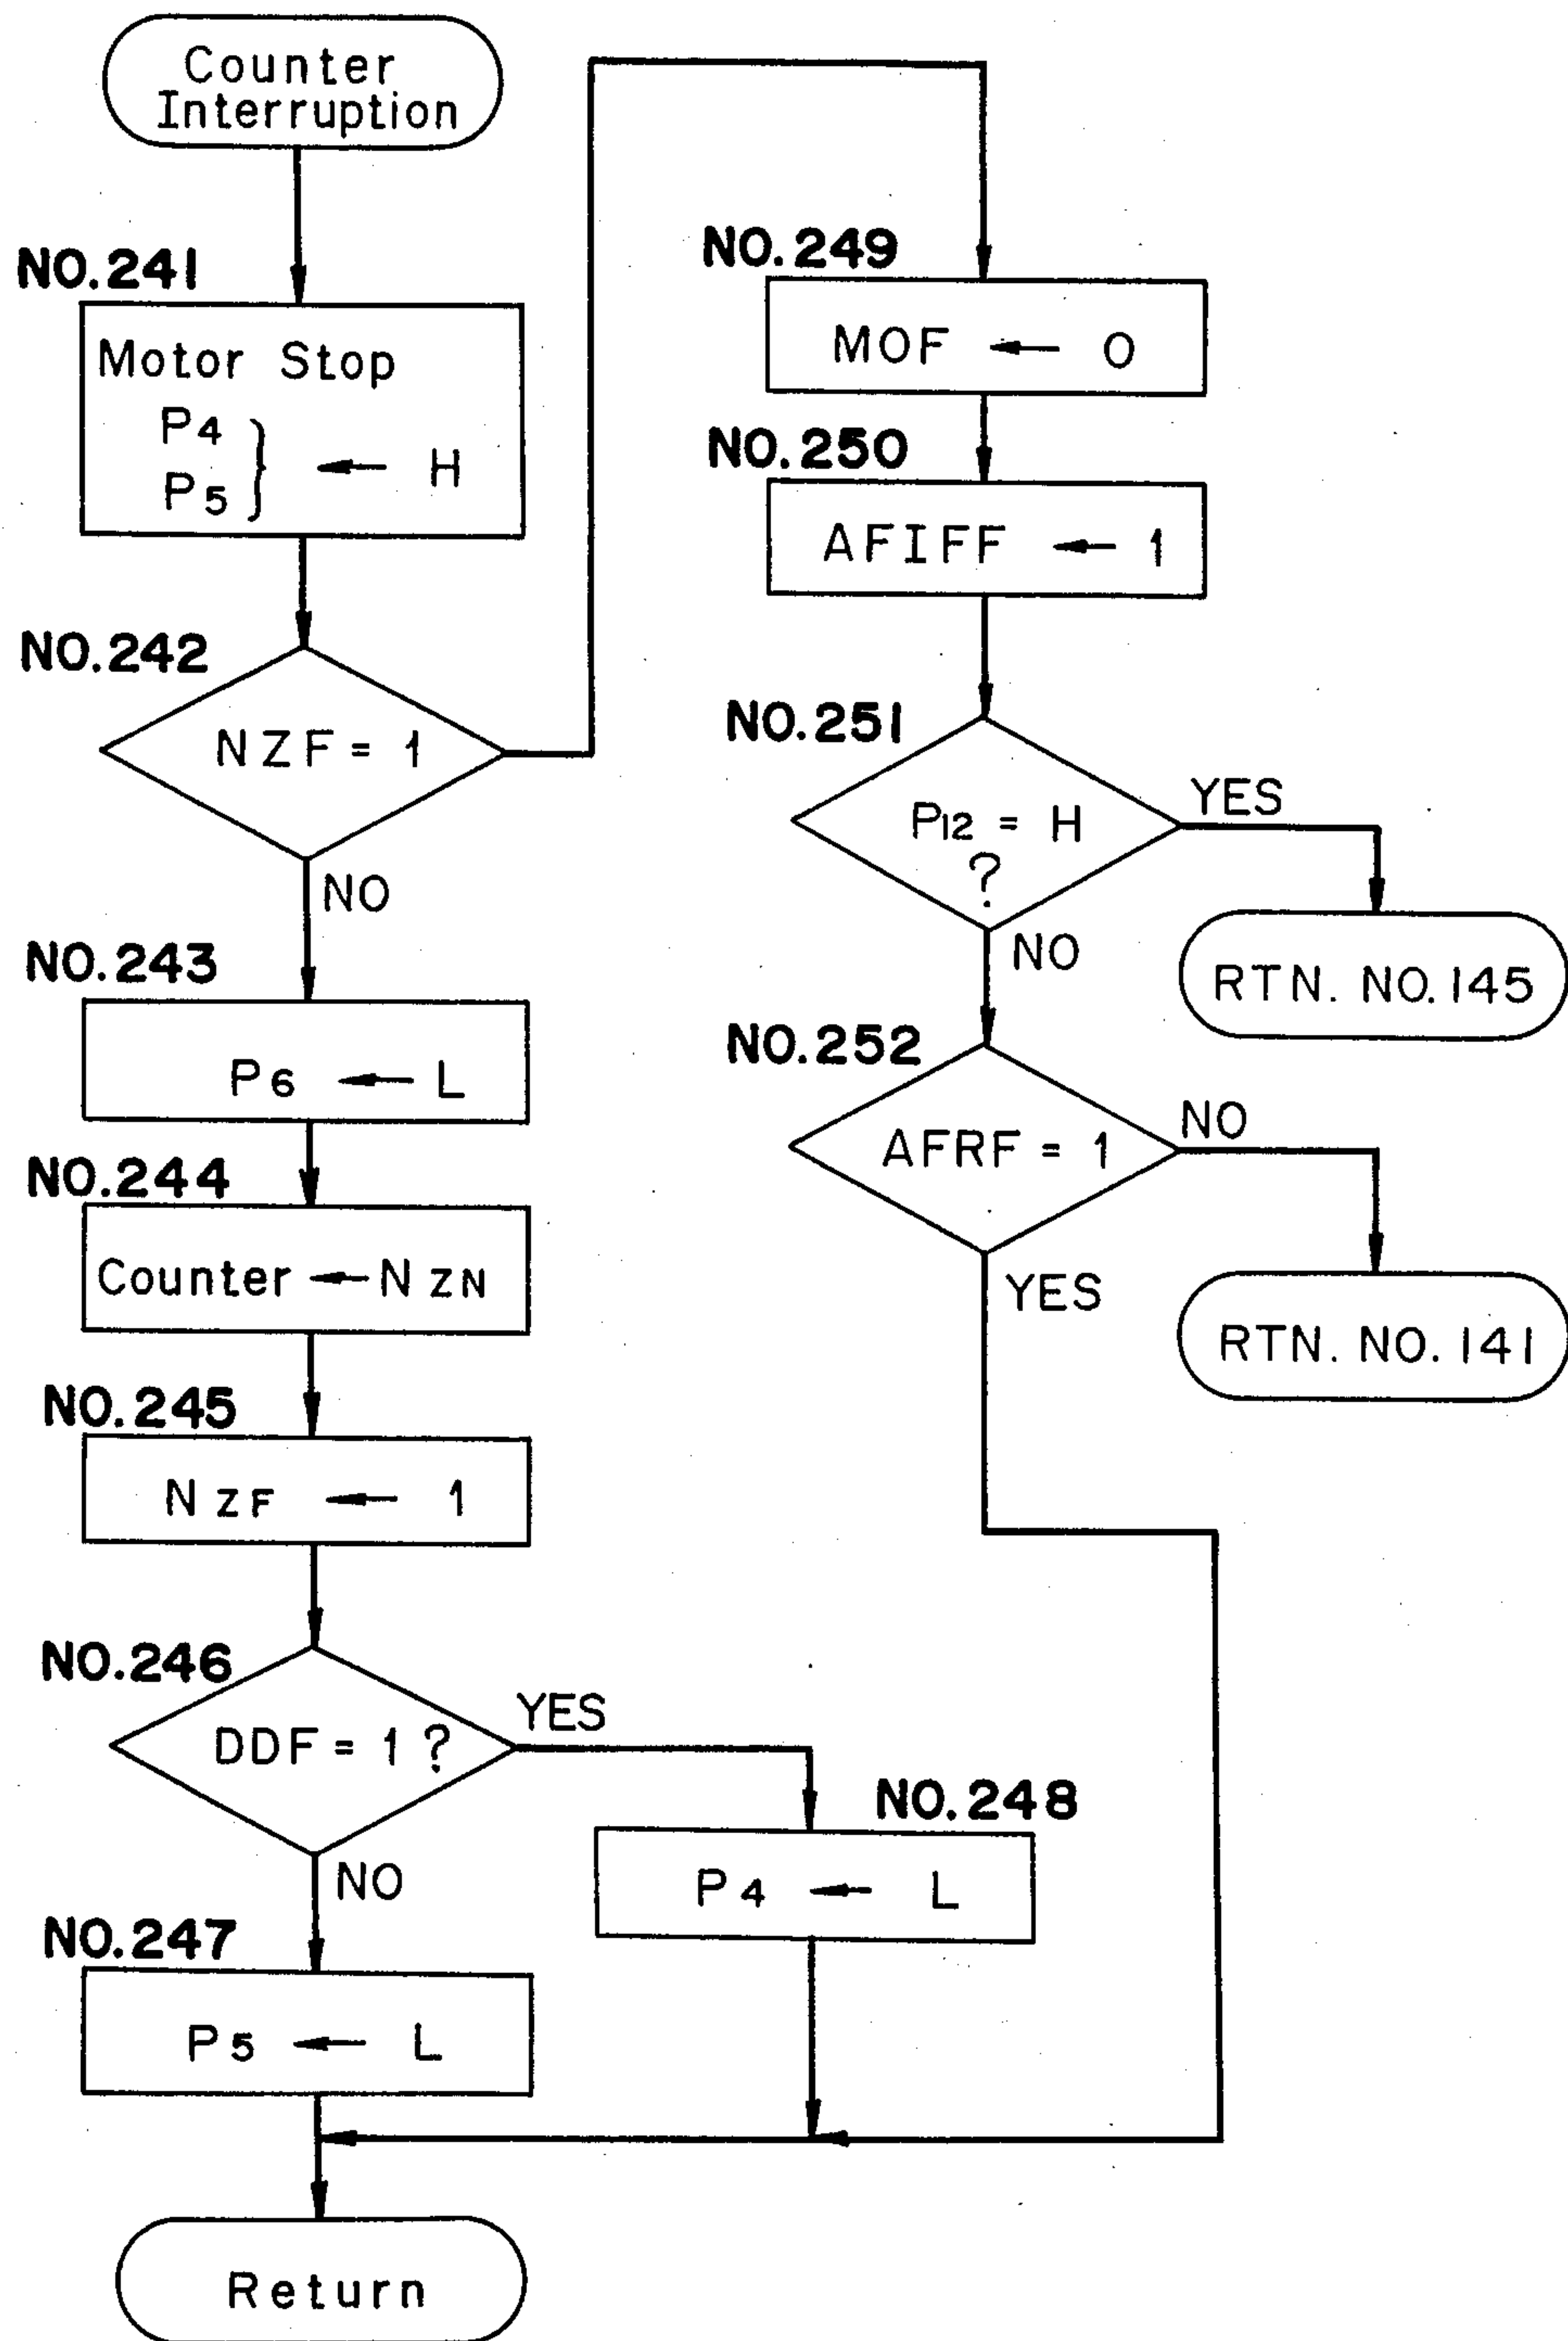 Counter
Interruption
NO.241
Motor Stop
P4
P5 } ← H
NO.242
NZF = 1
NO
NO.243
P6 ← L
NO.244
Counter ← NZN
NO.245
NZF ← 1
NO.246
DDF = 1 ?
YES
NO
NO.248
P4 ← L
NO.247
P5 ← L
Return
NO.249
MOF ← 0
NO.250
AFIFF ← 1
NO.251
P12 = H
?
YES
RTN. NO.145
NO
NO.252
AFRF = 1
NO
RTN. NO.141
YES